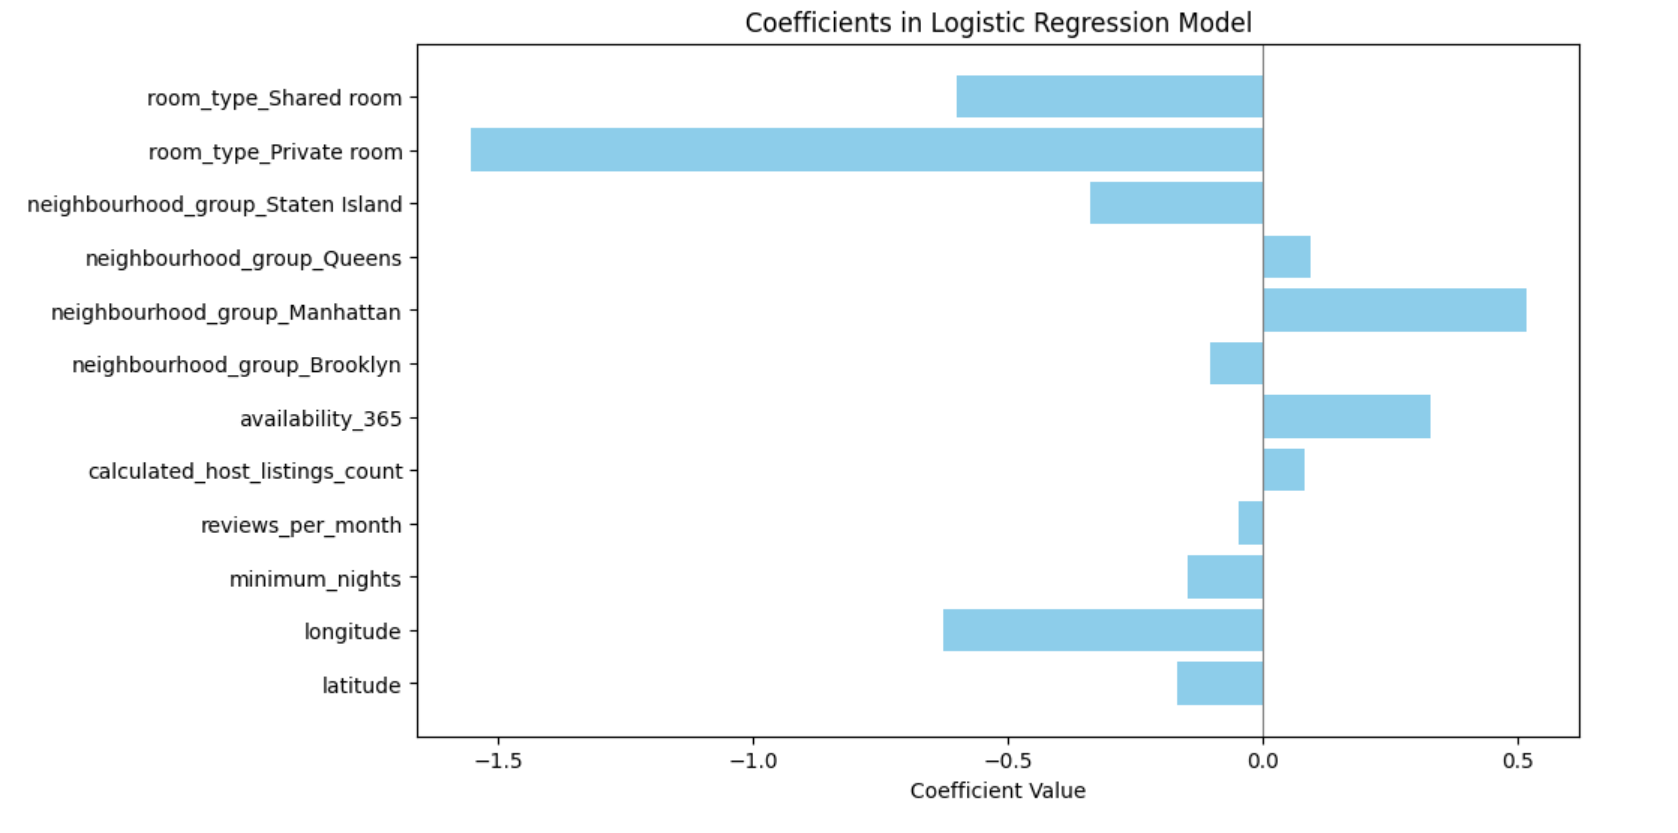 Coefficients in Logistic Regression Model
room_type_Shared room
room_type_Private room
neighbourhood_group_Staten Island
neighbourhood_group_Queens
neighbourhood_group_Manhattan
neighbourhood_group_Brooklyn
availability_365
calculated_host_listings_count
reviews_per_month
minimum_nights
longitude
latitude
−1.5 −1.0 −0.5 0.0 0.5
Coefficient Value